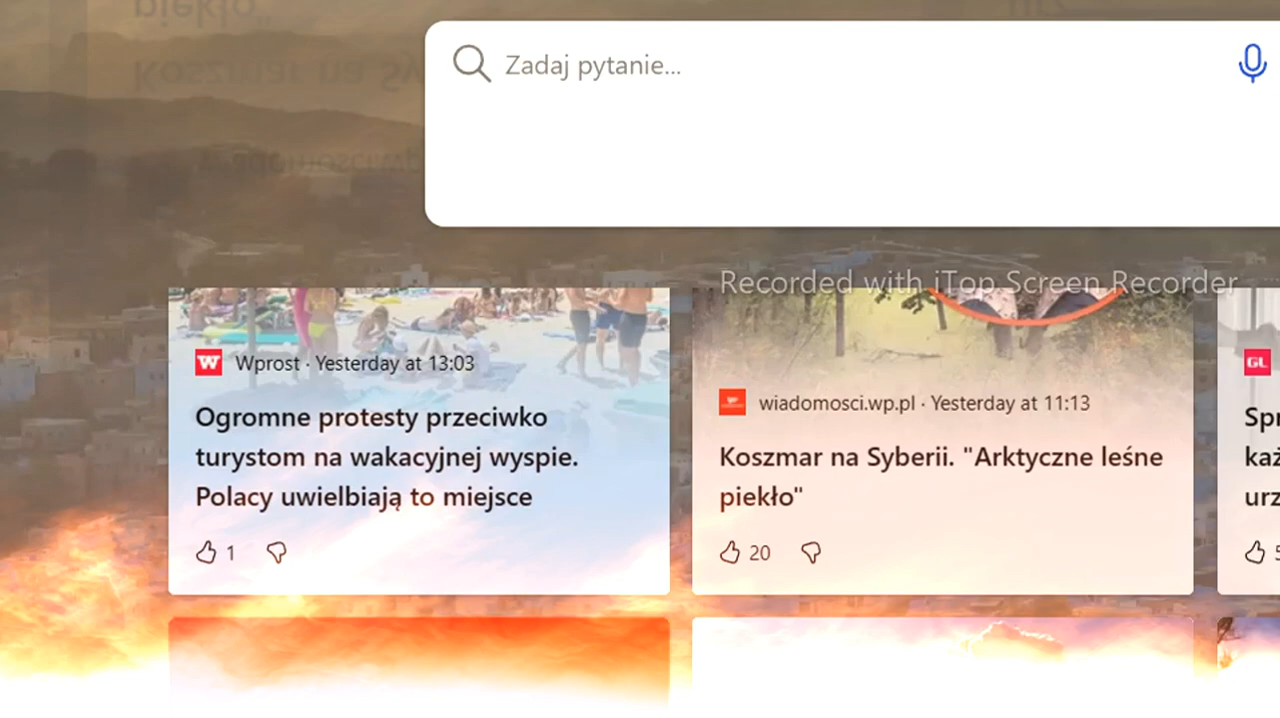 Zadaj pytanie...
Recorded with iTop Screen Recorder
W Wprost · Yesterday at 13:03
Ogromne protesty przeciwko
turystom na wakacyjnej wyspie.
Polacy uwielbiają to miejsce
1
wiadomosci.wp.pl · Yesterday at 11:13
Koszmar na Syberii. "Arktyczne leśne
piekło"
20
GL